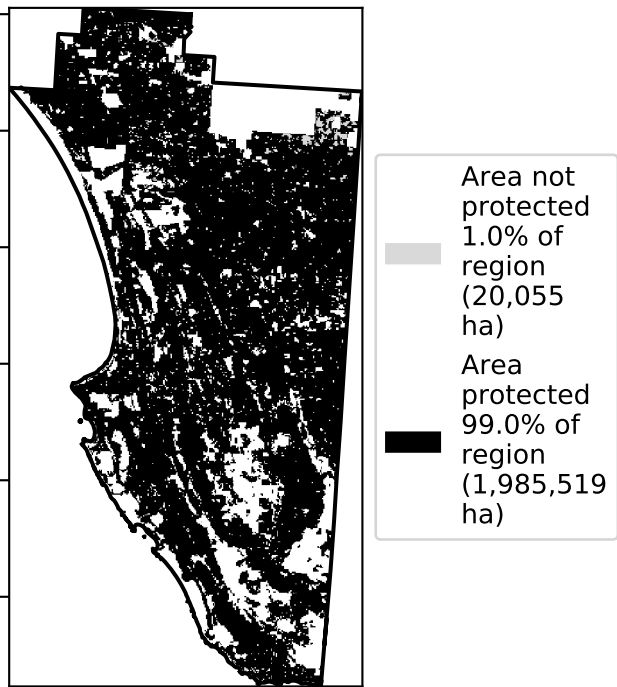 Area not
protected
1.0% of
region
(20,055
ha)
Area
protected
99.0% of
region
(1,985,519
ha)